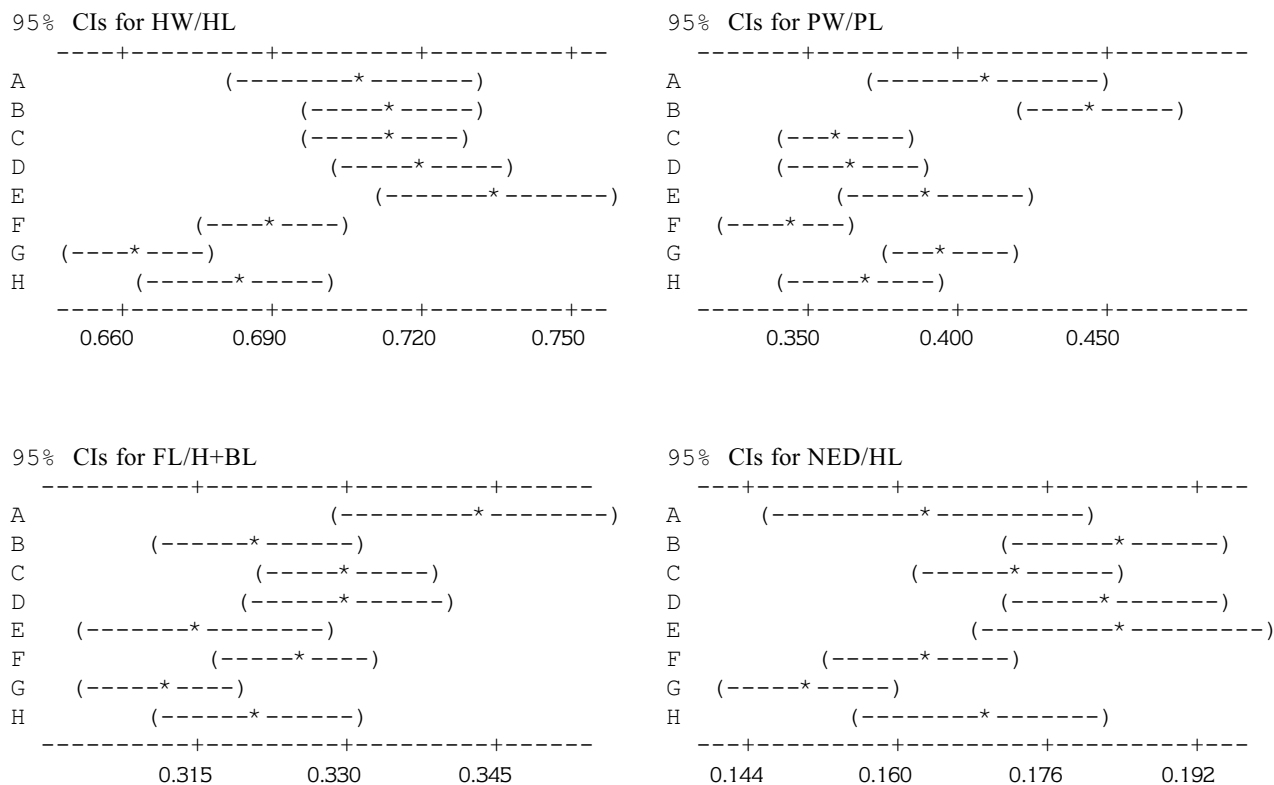 95% CIs for HW/HL
----+---------+---------+---------+--
A (--------*-------)
B (-----*-----)
C (-----*----)
D (-----*-----)
E (-------*-------)
F (----*----)
G (----*----)
H (------*-----)
----+---------+---------+---------+--
0.660 0.690 0.720 0.750
95% CIs for PW/PL
-------+---------+---------+---------
A (-------*-------)
B (----*-----)
C (---*----)
D (----*----)
E (-----*------)
F (----*---)
G (---*----)
H (-----*----)
-------+---------+---------+---------
0.350 0.400 0.450
95% CIs for FL/H+BL
----------+---------+---------+------
A (---------*--------)
B (------*------)
C (-----*-----)
D (------*------)
E (-------*--------)
F (-----*----)
G (-----*----)
H (------*------)
----------+---------+---------+------
0.315 0.330 0.345
95% CIs for NED/HL
---+---------+---------+---------+---
A (----------*----------)
B (-------*------)
C (------*------)
D (------*-------)
E (---------*---------)
F (------*-----)
G (-----*-----)
H (--------*-------)
---+---------+---------+---------+---
0.144 0.160 0.176 0.192